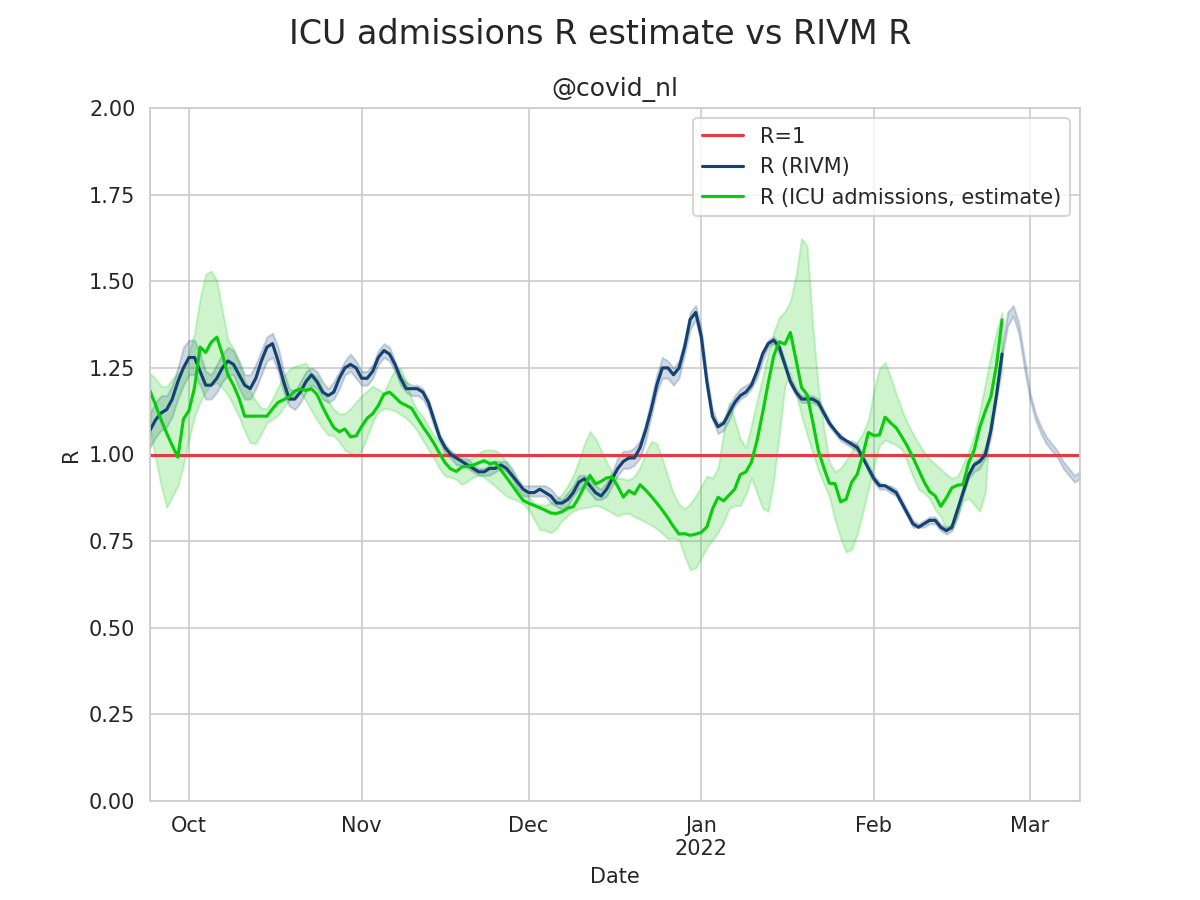 ICU admissions R estimate vs RIVM R
@covid_nl
R=1
R (RIVM)
R (ICU admissions, estimate)
2.00
1.75
1.50
1.25
1.00
0.75
0.50
0.25
0.00
R
Oct Nov Dec Jan Feb Mar
2022
Date